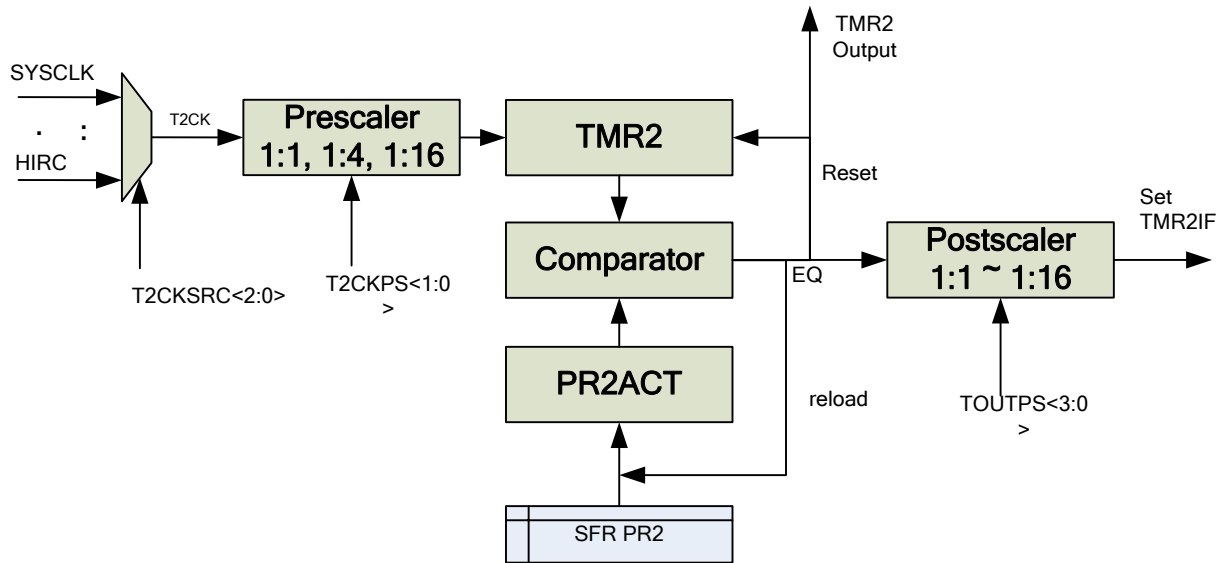 TMR2
Output
SYSCLK
. :
HIRC
T2CK
Prescaler
1:1, 1:4, 1:16
TMR2
Reset
Set
TMR2IF
Comparator
EQ
Postscaler
1:1 ~ 1:16
T2CKSRC<2:0>
T2CKPS<1:0
>
PR2ACT
reload
TOUTPS<3:0
>
SFR PR2